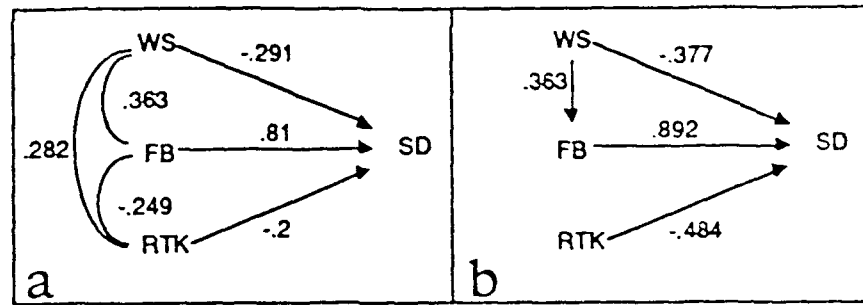 WS
-.291
.363
.282
FB
.81
SD
-.249
RTK
-.2
a
WS
-.377
.363
FB
.892
SD
RTK
-.484
b